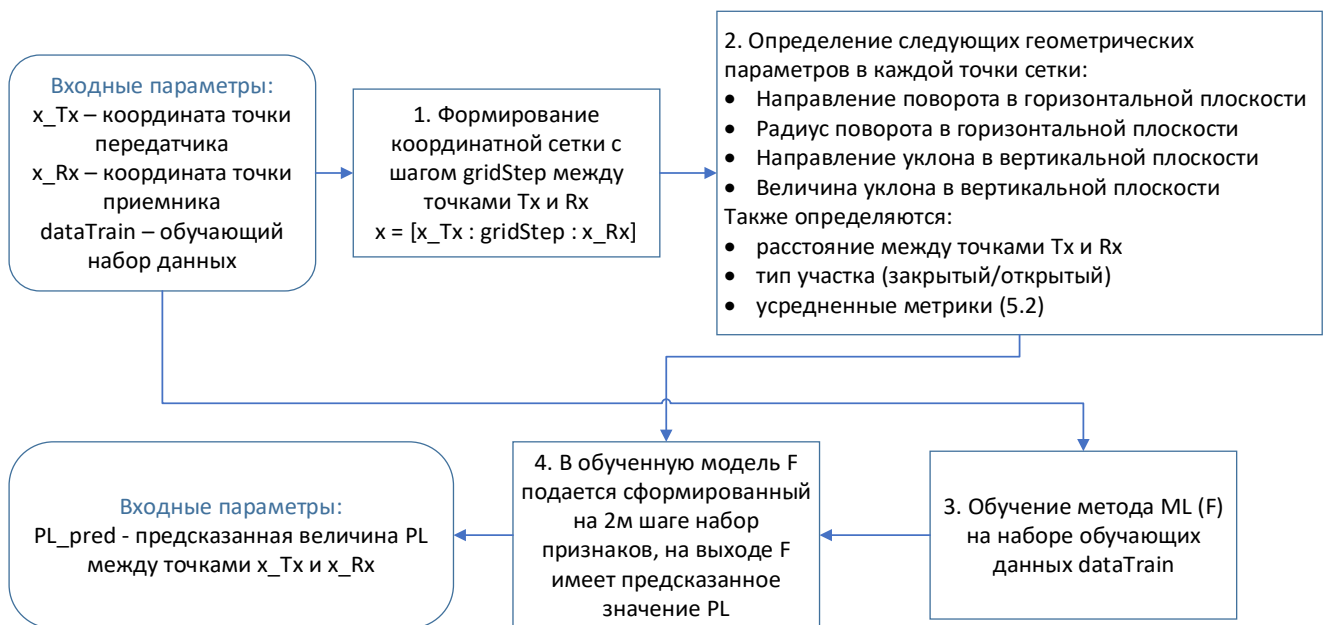 Входные параметры:
x_Tx – координата точки
передатчика
x_Rx – координата точки
приемника
dataTrain – обучающий
набор данных
1. Формирование
координатной сетки с
шагом gridStep между
точками Tx и Rx
x = [x_Tx : gridStep : x_Rx]
2. Определение следующих геометрических
параметров в каждой точки сетки:
• Направление поворота в горизонтальной плоскости
• Радиус поворота в горизонтальной плоскости
• Направление уклона в вертикальной плоскости
• Величина уклона в вертикальной плоскости
Также определяются:
• расстояние между точками Tx и Rx
• тип участка (закрытый/открытый)
• усредненные метрики (5.2)
Входные параметры:
PL_pred - предсказанная величина PL
между точками x_Tx и x_Rx
4. В обученную модель F
подается сформированный
на 2м шаге набор
признаков, на выходе F
имеет предсказанное
значение PL
3. Обучение метода ML (F)
на наборе обучающих
данных dataTrain